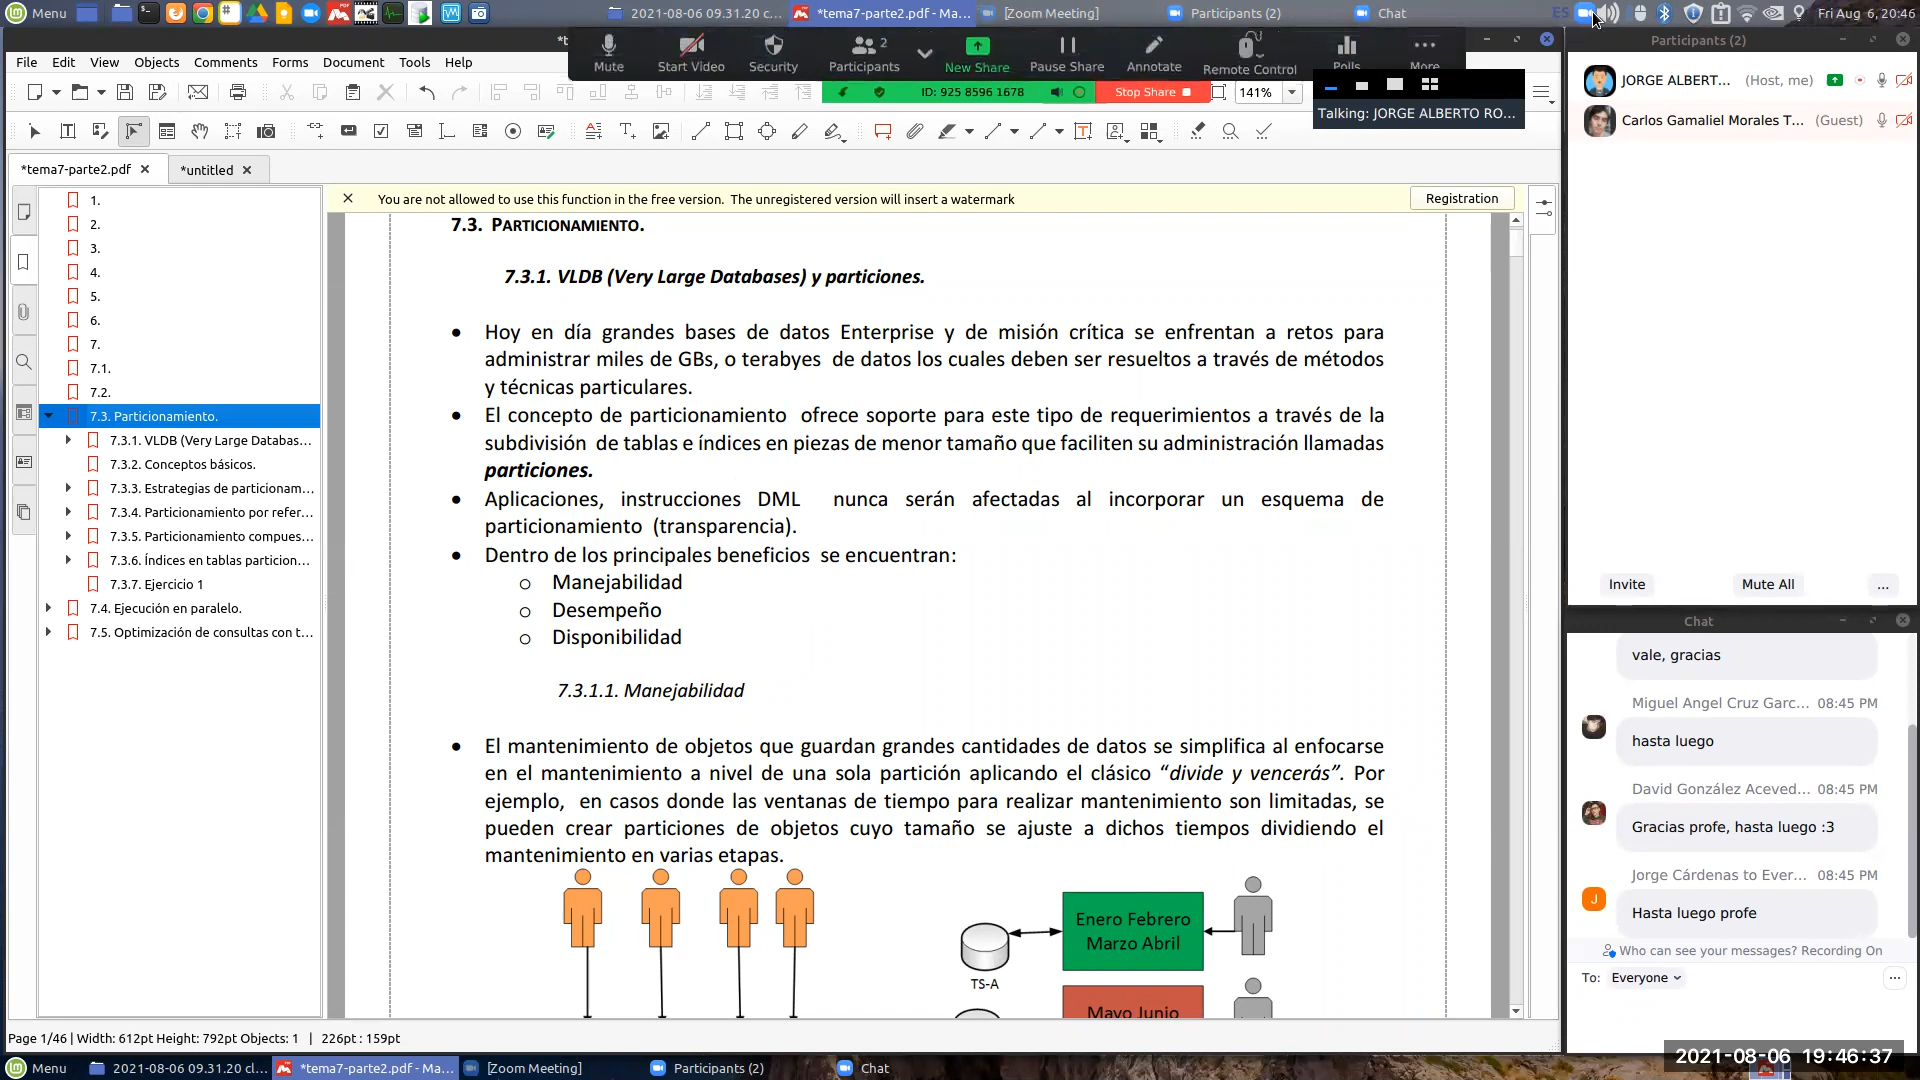 Menu
2021-08-06 09.31.20 c...
*tema7-parte2.pdf - Ma...
[Zoom Meeting]
Participants (2)
Chat
ES
Fri Aug 6, 20:46
*t
Mute
Start Video
Security
Participants
2
New Share
Pause Share
Annotate
Remote Control
Polls
More
File Edit View Objects Comments Forms Document Tools Help
ID: 925 8596 1678
Stop Share
141%
Talking: JORGE ALBERTO RO...
*tema7-parte2.pdf
*untitled
You are not allowed to use this function in the free version. The unregistered version will insert a watermark
Registration
1.
2.
3.
4.
5.
6.
7.
7.1.
7.2.
7.3. Particionamiento.
7.3.1. VLDB (Very Large Databas...
7.3.2. Conceptos básicos.
7.3.3. Estrategias de particionam...
7.3.4. Particionamiento por refer...
7.3.5. Particionamiento compues...
7.3.6. Índices en tablas particion...
7.3.7. Ejercicio 1
7.4. Ejecución en paralelo.
7.5. Optimización de consultas con t...
7.3. PARTICIONAMIENTO.
7.3.1. VLDB (Very Large Databases) y particiones.
• Hoy en día grandes bases de datos Enterprise y de misión crítica se enfrentan a retos para
administrar miles de GBs, o terabyes de datos los cuales deben ser resueltos a través de métodos
y técnicas particulares.
• El concepto de particionamiento ofrece soporte para este tipo de requerimientos a través de la
subdivisión de tablas e índices en piezas de menor tamaño que faciliten su administración llamadas
particiones.
• Aplicaciones, instrucciones DML nunca serán afectadas al incorporar un esquema de
particionamiento (transparencia).
• Dentro de los principales beneficios se encuentran:
o Manejabilidad
o Desempeño
o Disponibilidad
7.3.1.1. Manejabilidad
• El mantenimiento de objetos que guardan grandes cantidades de datos se simplifica al enfocarse
en el mantenimiento a nivel de una sola partición aplicando el clásico “divide y vencerás”. Por
ejemplo, en casos donde las ventanas de tiempo para realizar mantenimiento son limitadas, se
pueden crear particiones de objetos cuyo tamaño se ajuste a dichos tiempos dividiendo el
mantenimiento en varias etapas.
Enero Febrero
Marzo Abril
TS-A
Mayo Junio
Participants (2)
JORGE ALBERT... (Host, me)
Carlos Gamaliel Morales T... (Guest)
Invite
Mute All
...
Chat
vale, gracias
Miguel Angel Cruz Garc... 08:45 PM
hasta luego
David González Aceved... 08:45 PM
Gracias profe, hasta luego :3
Jorge Cárdenas to Ever... 08:45 PM
J
Hasta luego profe
Who can see your messages? Recording On
To: Everyone
...
Page 1/46 | Width: 612pt Height: 792pt Objects: 1 | 226pt : 159pt
Menu
2021-08-06 09.31.20 cl...
*tema7-parte2.pdf - Ma...
[Zoom Meeting]
Participants (2)
Chat
2021-08-06 19:46:37